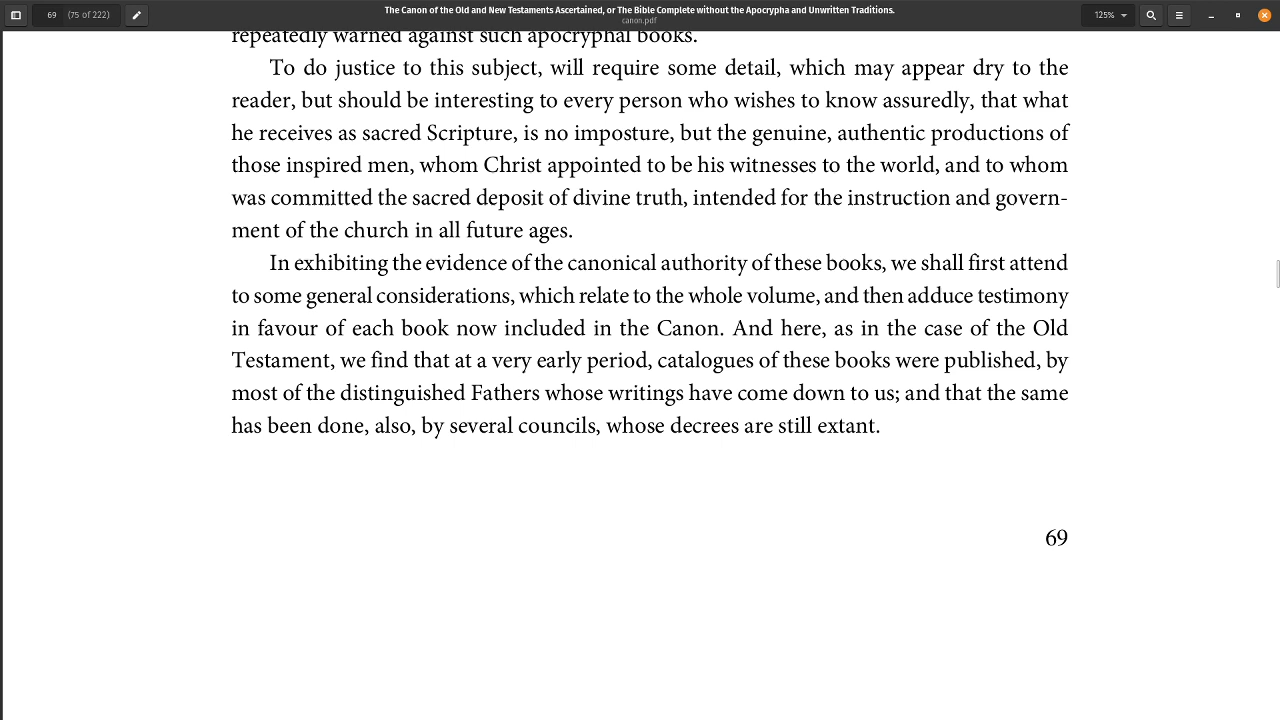 The Canon of the Old and New Testaments Ascertained, or The Bible Complete without the Apocrypha and Unwritten Traditions.
canon.pdf
69 (75 of 222)
125%
repeatedly warned against such apocryphal books.
To do justice to this subject, will require some detail, which may appear dry to the
reader, but should be interesting to every person who wishes to know assuredly, that what
he receives as sacred Scripture, is no imposture, but the genuine, authentic productions of
those inspired men, whom Christ appointed to be his witnesses to the world, and to whom
was committed the sacred deposit of divine truth, intended for the instruction and govern-
ment of the church in all future ages.
In exhibiting the evidence of the canonical authority of these books, we shall first attend
to some general considerations, which relate to the whole volume, and then adduce testimony
in favour of each book now included in the Canon. And here, as in the case of the Old
Testament, we find that at a very early period, catalogues of these books were published, by
most of the distinguished Fathers whose writings have come down to us; and that the same
has been done, also, by several councils, whose decrees are still extant.
69